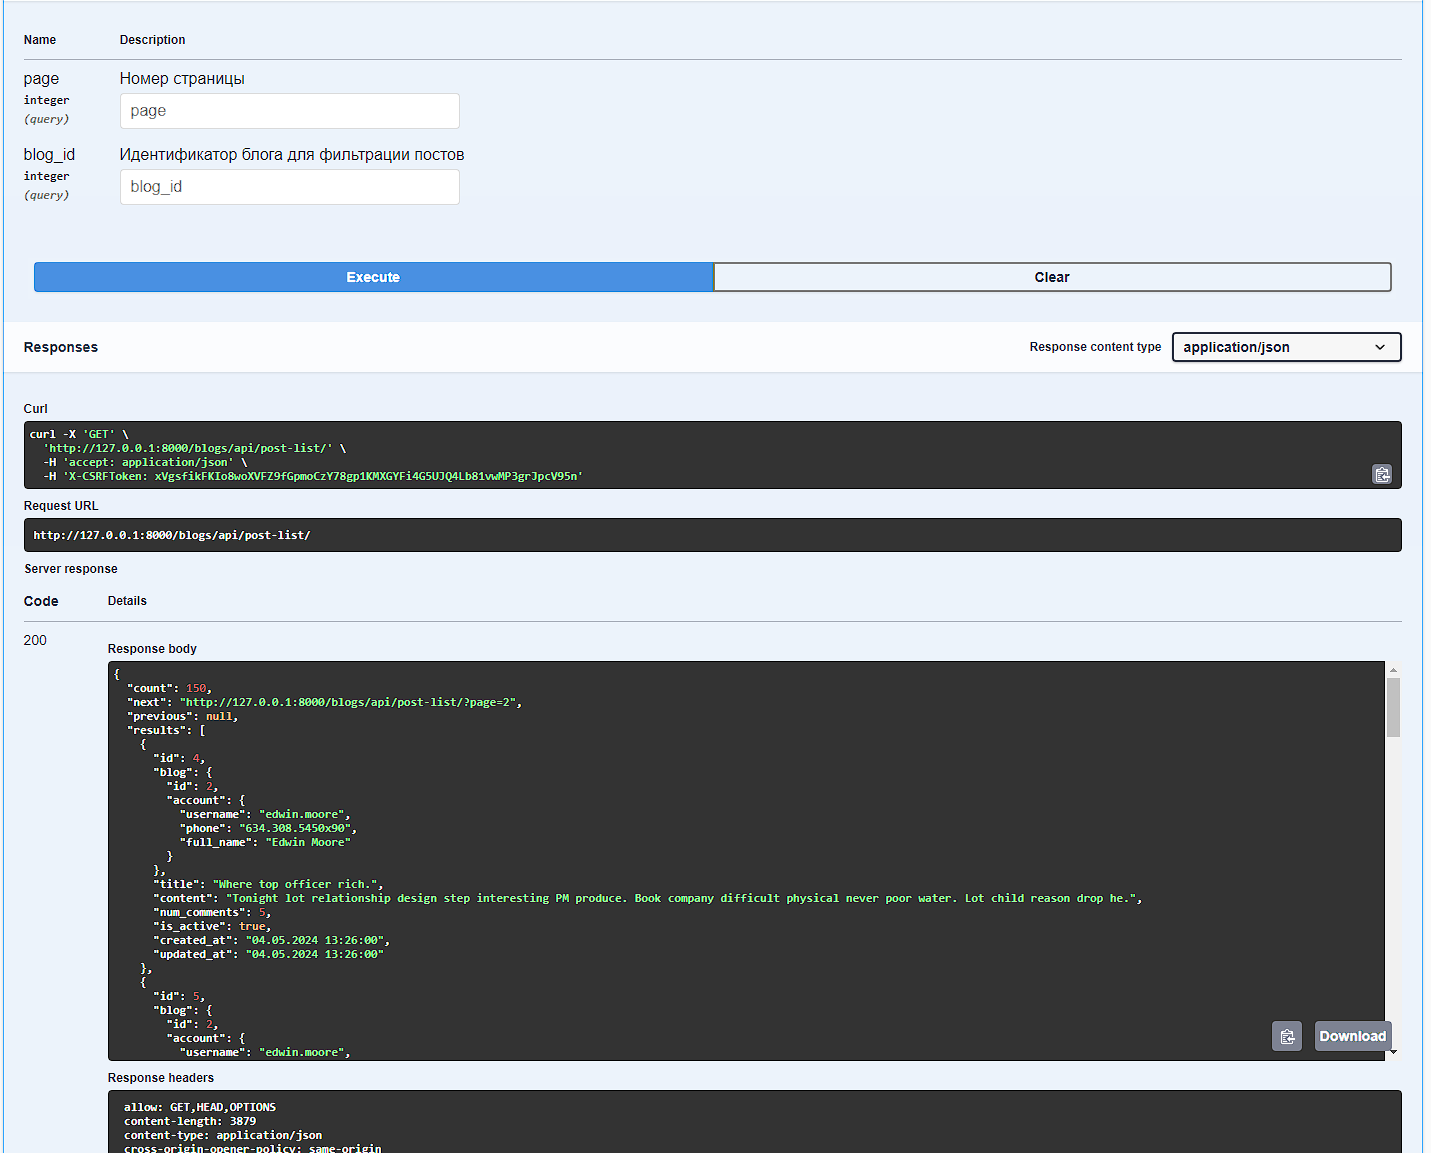 Name Description
page Номер страницы
integer
(query)
page
blog_id Идентификатор блога для фильтрации постов
integer
(query)
blog_id
Execute Clear
Responses Response content type application/json
Curl
curl -X 'GET' \
'http://127.0.0.1:8000/blogs/api/post-list/' \
-H 'accept: application/json' \
-H 'X-CSRFToken: xVgsfikFKIo8woXVFZ9fGpmoCzY78gp1KMXGYFi4G5UJQ4Lb81vwMP3grJpcV95n'
Request URL
http://127.0.0.1:8000/blogs/api/post-list/
Server response
Code Details
200
Response body
{
"count": 150,
"next": "http://127.0.0.1:8000/blogs/api/post-list/?page=2",
"previous": null,
"results": [
{
"id": 4,
"blog": {
"id": 2,
"account": {
"username": "edwin.moore",
"phone": "634.308.5450x90",
"full_name": "Edwin Moore"
}
},
"title": "Where top officer rich.",
"content": "Tonight lot relationship design step interesting PM produce. Book company difficult physical never poor water. Lot child reason drop he.",
"num_comments": 5,
"is_active": true,
"created_at": "04.05.2024 13:26:00",
"updated_at": "04.05.2024 13:26:00"
},
{
"id": 5,
"blog": {
"id": 2,
"account": {
"username": "edwin.moore",
Download
Response headers
allow: GET,HEAD,OPTIONS
content-length: 3879
content-type: application/json
cross-origin-opener-policy: same-origin